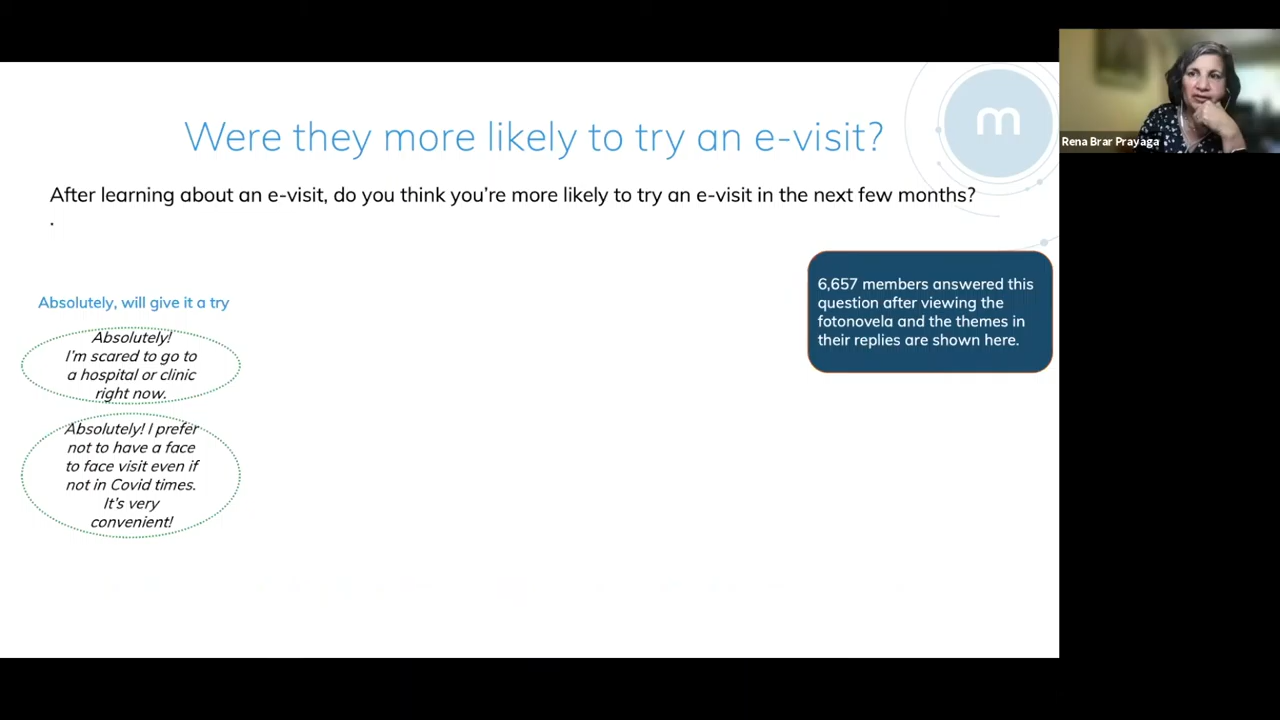 Were they more likely to try an e-visit?
m
After learning about an e-visit, do you think you're more likely to try an e-visit in the next few months?
.
Rena Brar Prayaga
6,657 members answered this
question after viewing the
fotonovela and the themes in
their replies are shown here.
Absolutely, will give it a try
Absolutely!
I'm scared to go to
a hospital or clinic
right now.
Absolutely! I prefer
not to have a face
to face visit even if
not in Covid times.
It's very
convenient!